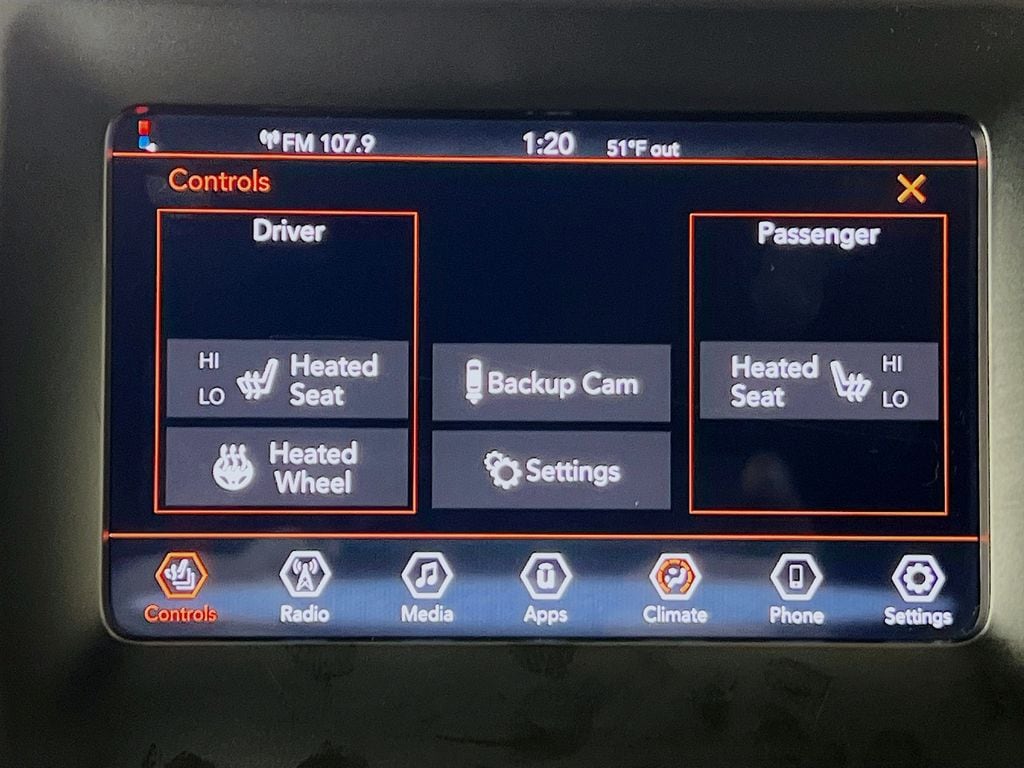 FM 107.9 1:20 51°F out
Controls
Driver
HI
LO
Heated
Seat
Heated
Wheel
Backup Cam
Settings
Passenger
Heated
Seat
HI
LO
Controls Radio Media Apps Climate Phone Settings